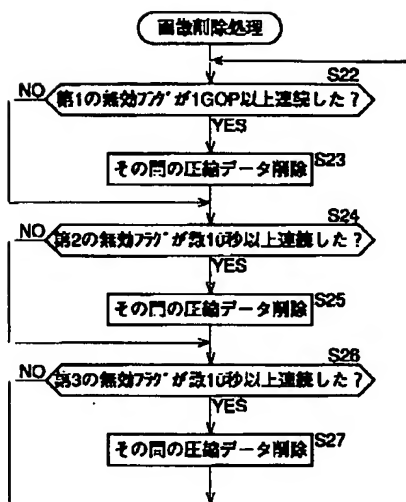 画像削除処理
S22
NO 第1の無効フラグが1GOP以上連続した?
YES
その間の圧縮データ削除 S23
S24
NO 第2の無効フラグが数10秒以上連続した?
YES
その間の圧縮データ削除 S25
S26
NO 第3の無効フラグが数10秒以上連続した?
YES
その間の圧縮データ削除 S27